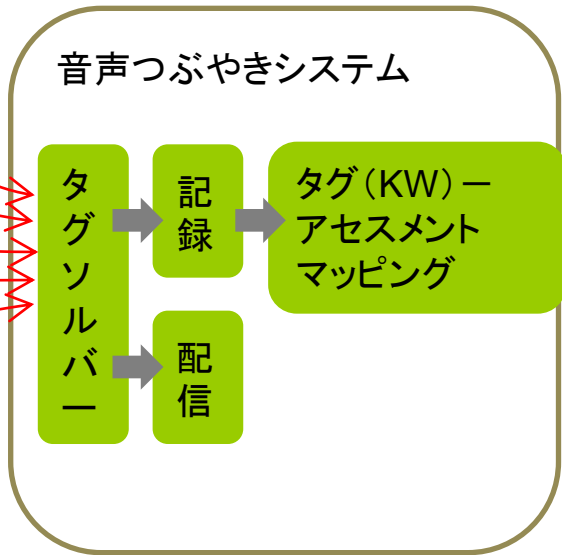 音声つぶやきシステム
タグソルバー
記録
タグ（KW）－
アセスメント
マッピング
配信